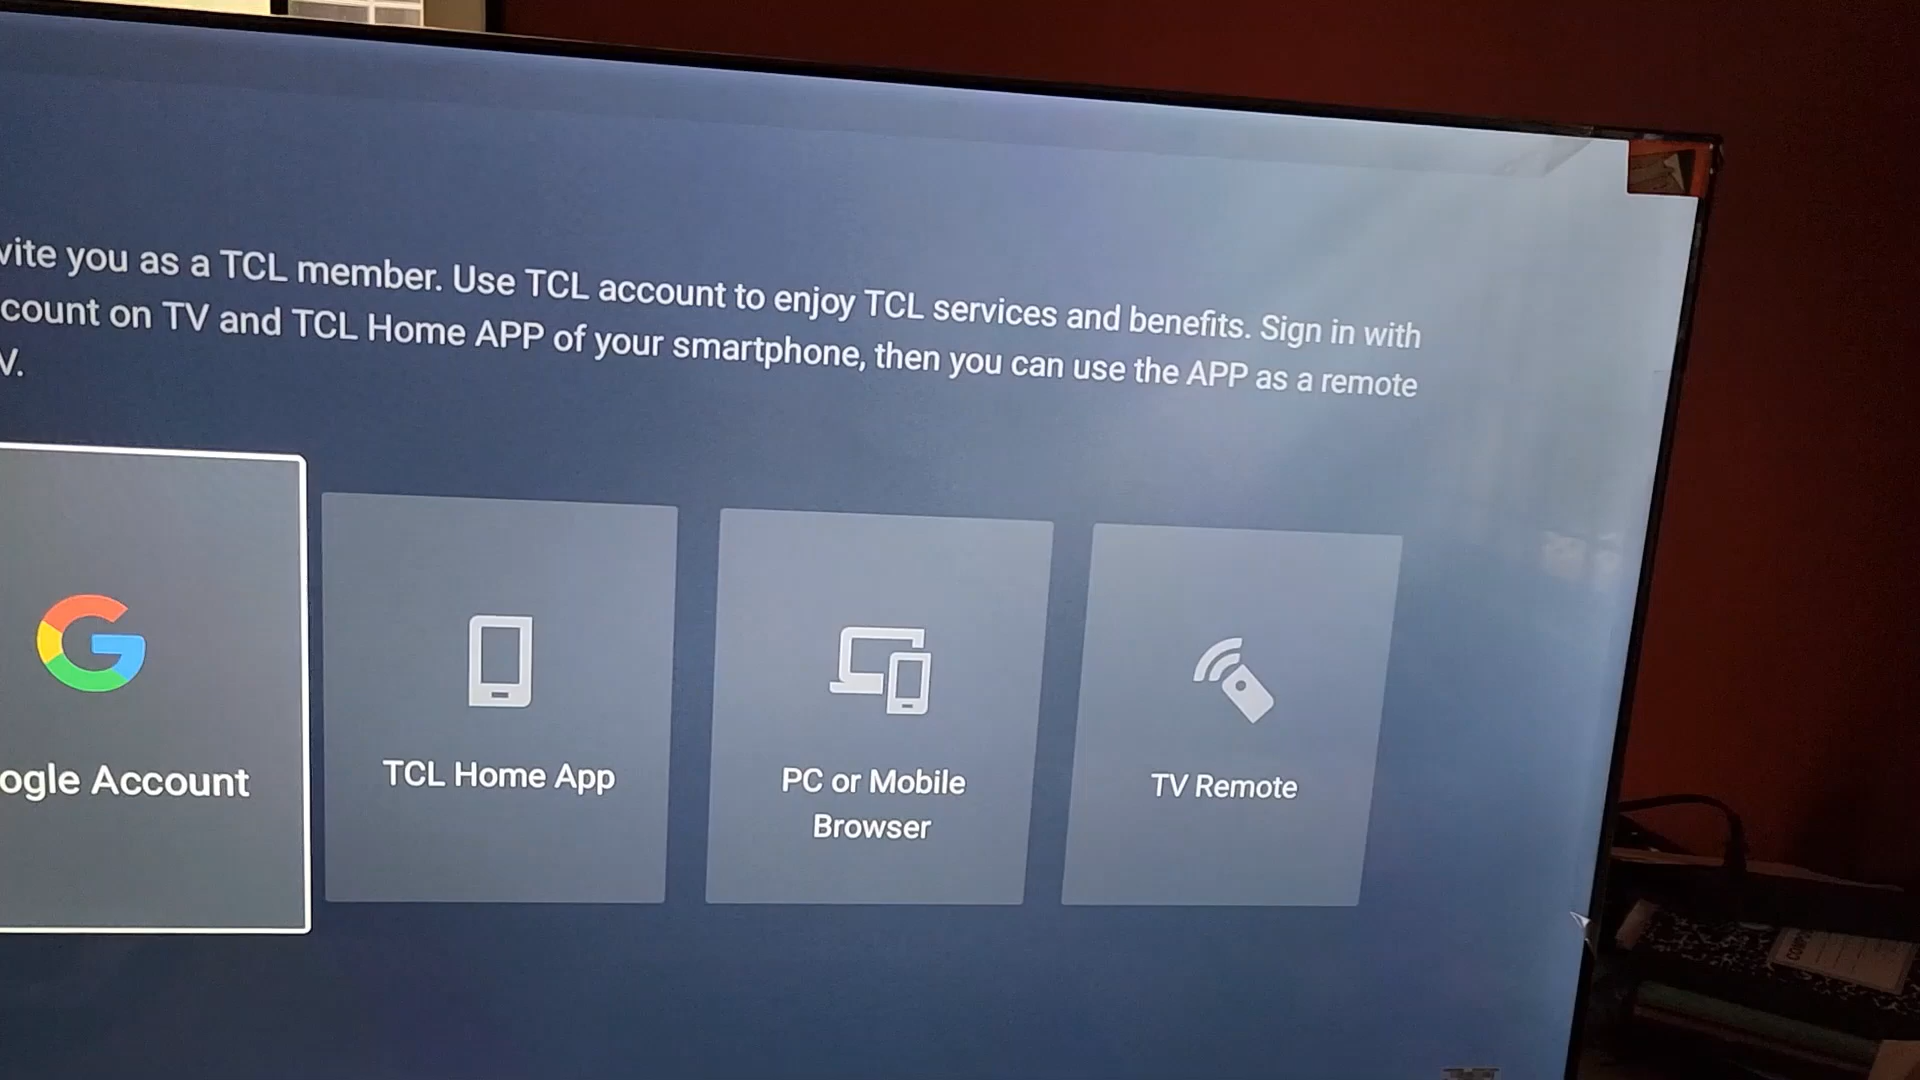 vite you as a TCL member. Use TCL account to enjoy TCL services and benefits. Sign in with
count on TV and TCL Home APP of your smartphone, then you can use the APP as a remote
V.
ogle Account
TCL Home App
PC or Mobile
Browser
TV Remote